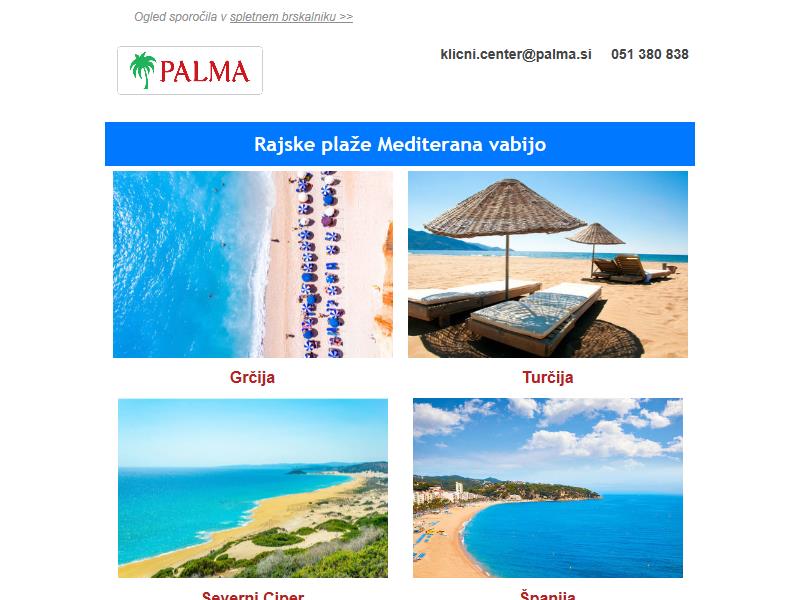 Ogled sporočila v spletnem brskalniku >>
PALMA
klicni.center@palma.si 051 380 838
Rajske plaže Mediterana vabijo
Grčija
Turčija
Severni Ciper
Španija